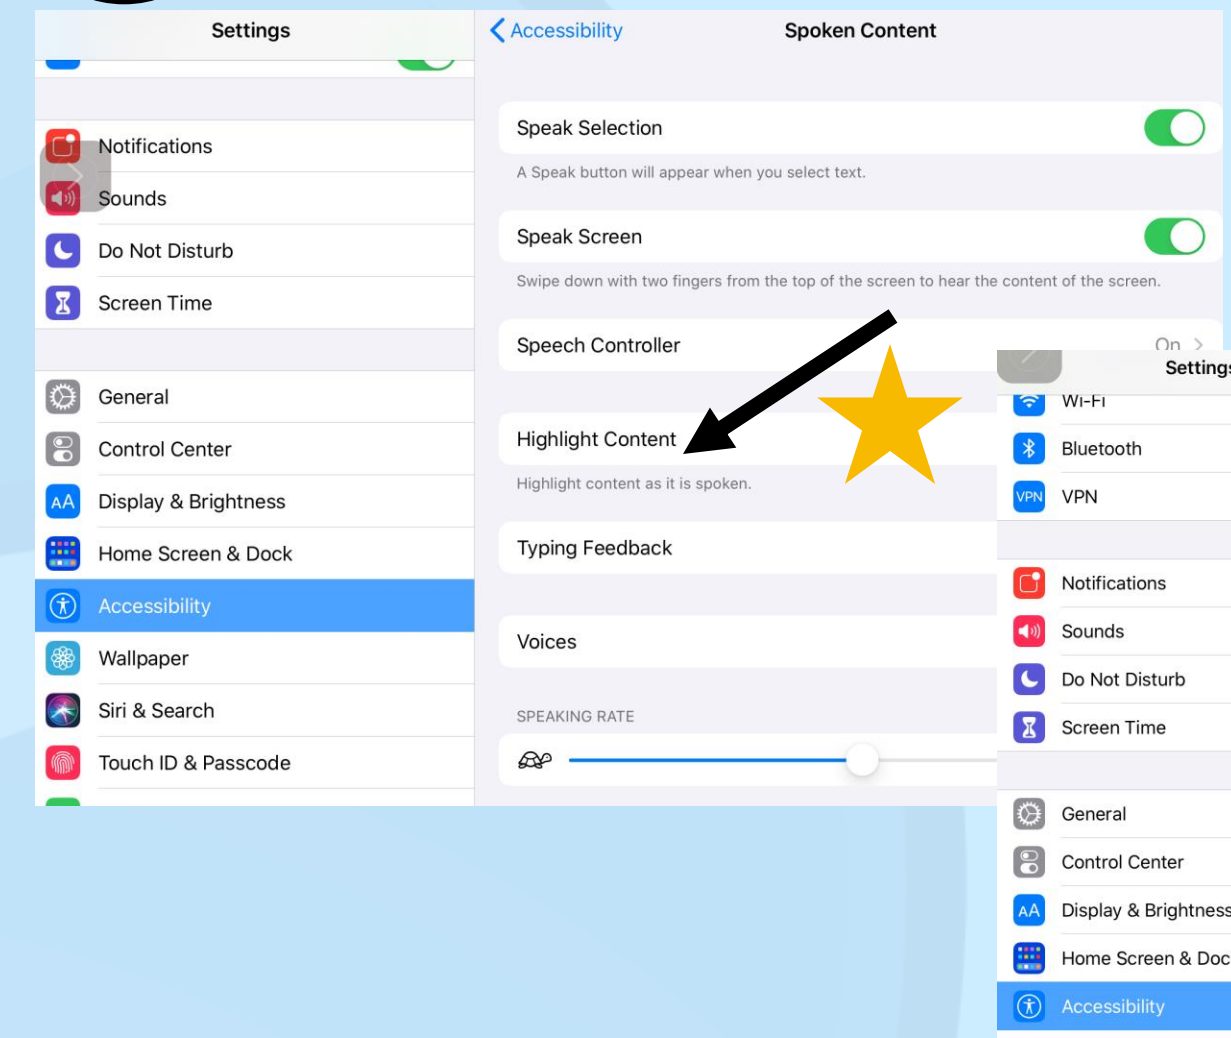 Settings
Notifications
Sounds
Do Not Disturb
Screen Time
General
Control Center
AA
Display & Brightness
Home Screen & Dock
Accessibility
Wallpaper
Siri & Search
Touch ID & Passcode
Accessibility
Spoken Content
Speak Selection
A Speak button will appear when you select text.
Speak Screen
Swipe down with two fingers from the top of the screen to hear the content of the screen.
Speech Controller
On
Highlight Content
Highlight content as it is spoken.
Typing Feedback
Voices
SPEAKING RATE
Settings
Wi-Fi
Bluetooth
VPN
VPN
Notifications
Sounds
Do Not Disturb
Screen Time
General
Control Center
AA
Display & Brightness
Home Screen & Doc
Accessibility